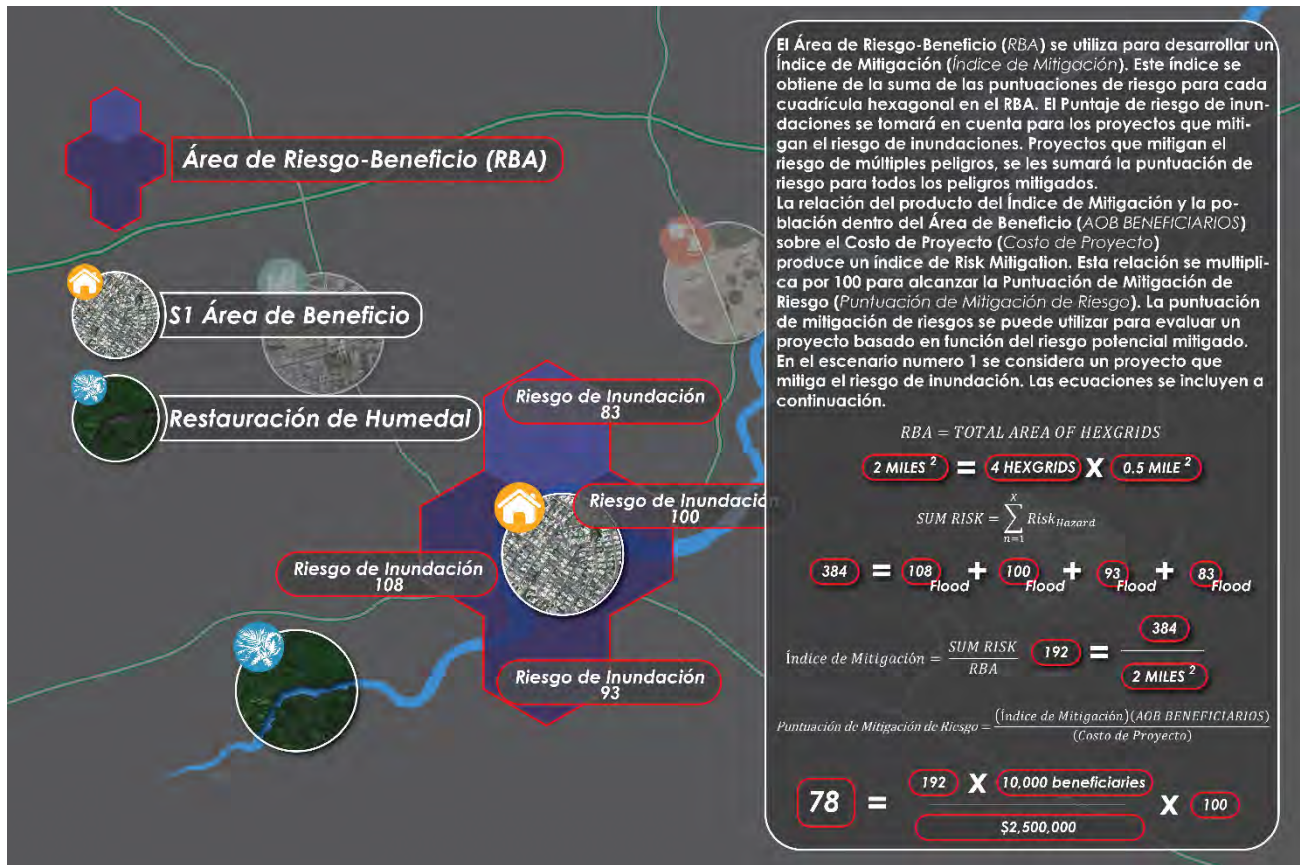 Área de Riesgo-Beneficio (RBA)
S1 Área de Beneficio
Restauración de Humedal
Riesgo de Inundación
83
Riesgo de Inundación
100
Riesgo de Inundación
108
Riesgo de Inundación
93
El Área de Riesgo-Beneficio (RBA) se utiliza para desarrollar un
Índice de Mitigación (Índice de Mitigación). Este índice se
obtiene de la suma de las puntuaciones de riesgo para cada
cuadrícula hexagonal en el RBA. El Puntaje de riesgo de inun-
daciones se tomará en cuenta para los proyectos que miti-
gan el riesgo de inundaciones. Proyectos que mitigan el
riesgo de múltiples peligros, se les sumará la puntuación de
riesgo para todos los peligros mitigados.
La relación del producto del Índice de Mitigación y la po-
blación dentro del Área de Beneficio (AOB BENEFICIARIOS)
sobre el Costo de Proyecto (Costo de Proyecto)
produce un índice de Risk Mitigation. Esta relación se multipli-
ca por 100 para alcanzar la Puntuación de Mitigación de
Riesgo (Puntuación de Mitigación de Riesgo). La puntuación
de mitigación de riesgos se puede utilizar para evaluar un
proyecto basado en función del riesgo potencial mitigado.
En el escenario numero 1 se considera un proyecto que
mitiga el riesgo de inundación. Las ecuaciones se incluyen a
continuación.
RBA = TOTAL AREA OF HEXGRIDS
2 MILES ² = 4 HEXGRIDS X 0.5 MILE ²
SUM RISK = ∑ₙ₌₁ˣ Risk Hazard
384 = 108 Flood + 100 Flood + 93 Flood + 83 Flood
Índice de Mitigación = SUM RISK / RBA 192 = 384 / 2 MILES ²
Puntuación de Mitigación de Riesgo = (Índice de Mitigación)(AOB BENEFICIARIOS) / (Costo de Proyecto)
78 = 192 X 10,000 beneficiaries / $2,500,000 X 100